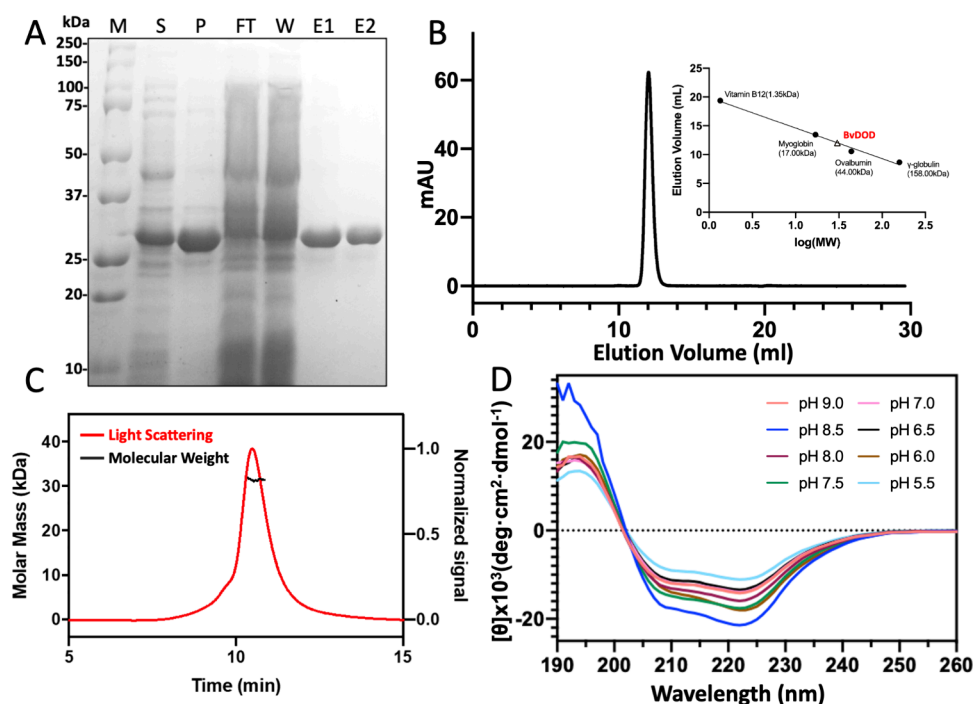 A
kDa M S P FT W E1 E2
250-
150-
100-
75-
50-
37-
25-
20-
10-
B
mAU
60
40
20
0
0 10 20 30
Elution Volume (ml)
Elution Volume (mL)
25
20
15
10
5
0
0.0 0.5 1.0 1.5 2.0 2.5
log(MW)
Vitamin B12(1.35kDa)
BvDOD
Myoglobin
(17.00kDa)
Ovalbumin
(44.00kDa)
γ-globulin
(158.00kDa)
C
Molar Mass (kDa)
40
30
20
10
0
Light Scattering
Molecular Weight
1.0
0.5
0.0
Normalized signal
5 10 15
Time (min)
D
[θ]x10³(deg·cm²·dmol⁻¹)
20
0
-20
pH 9.0 pH 7.0
pH 8.5 pH 6.5
pH 8.0 pH 6.0
pH 7.5 pH 5.5
190 200 210 220 230 240 250 260
Wavelength (nm)